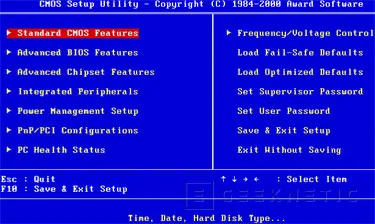 CMOS Setup Utility - Copyright (C) 1984-2000 Award Software
Standard CMOS Features
Advanced BIOS Features
Advanced Chipset Features
Integrated Peripherals
Power Management Setup
PnP/PCI Configurations
PC Health Status
Frequency/Voltage Control
Load Fail-Safe Defaults
Load Optimized Defaults
Set Supervisor Password
Set User Password
Save & Exit Setup
Exit Without Saving
Esc : Quit
F10 : Save & Exit Setup
↑ ↓ → ← : Select Item
GEEKNETIC
Time, Date, Hard Disk Type...